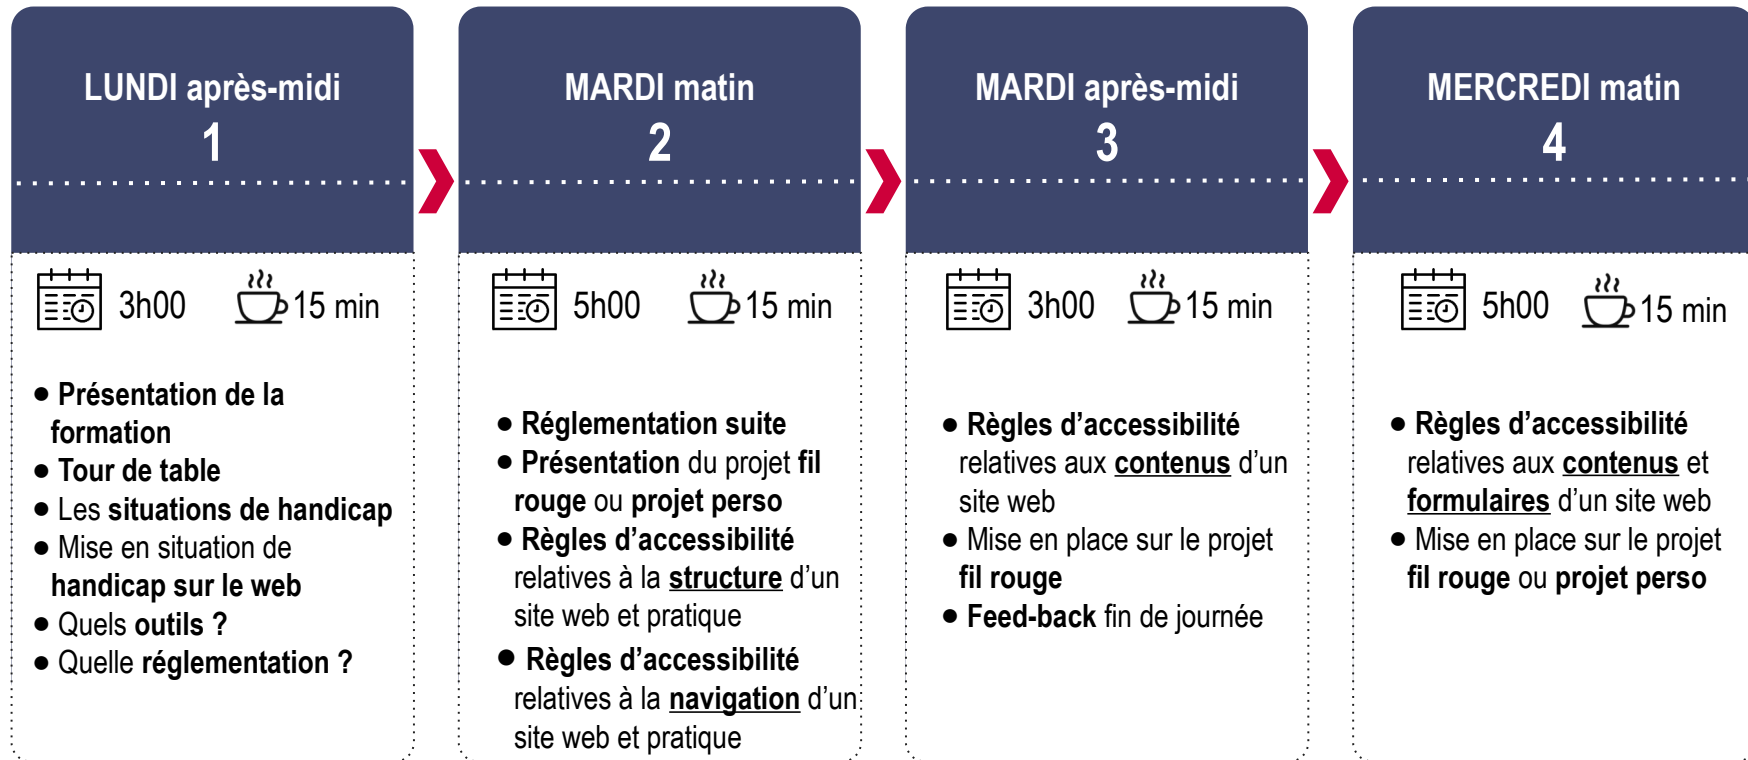 LUNDI après-midi
1
3h00
15 min
● Présentation de la
formation
● Tour de table
● Les situations de handicap
● Mise en situation de
handicap sur le web
● Quels outils ?
● Quelle réglementation ?
MARDI matin
2
5h00
15 min
● Réglementation suite
● Présentation du projet fil
rouge ou projet perso
● Règles d’accessibilité
relatives à la structure d’un
site web et pratique
● Règles d’accessibilité
relatives à la navigation d’un
site web et pratique
MARDI après-midi
3
3h00
15 min
● Règles d’accessibilité
relatives aux contenus d’un
site web
● Mise en place sur le projet
fil rouge
● Feed-back fin de journée
MERCREDI matin
4
5h00
15 min
● Règles d’accessibilité
relatives aux contenus et
formulaires d’un site web
● Mise en place sur le projet
fil rouge ou projet perso